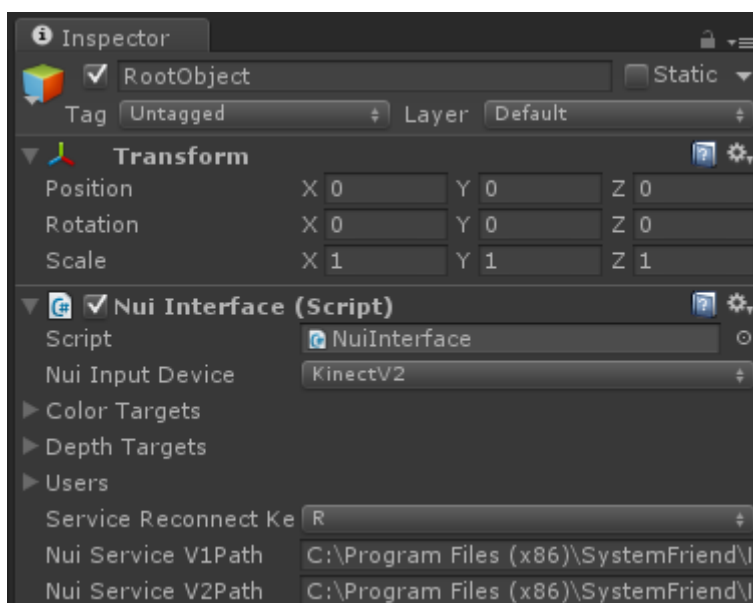 Inspector
RootObject Static
Tag Untagged Layer Default
Transform
Position X 0 Y 0 Z 0
Rotation X 0 Y 0 Z 0
Scale X 1 Y 1 Z 1
Nui Interface (Script)
Script NuiInterface
Nui Input Device KinectV2
Color Targets
Depth Targets
Users
Service Reconnect Ke R
Nui Service V1Path C:\Program Files (x86)\SystemFriend\
Nui Service V2Path C:\Program Files (x86)\SystemFriend\